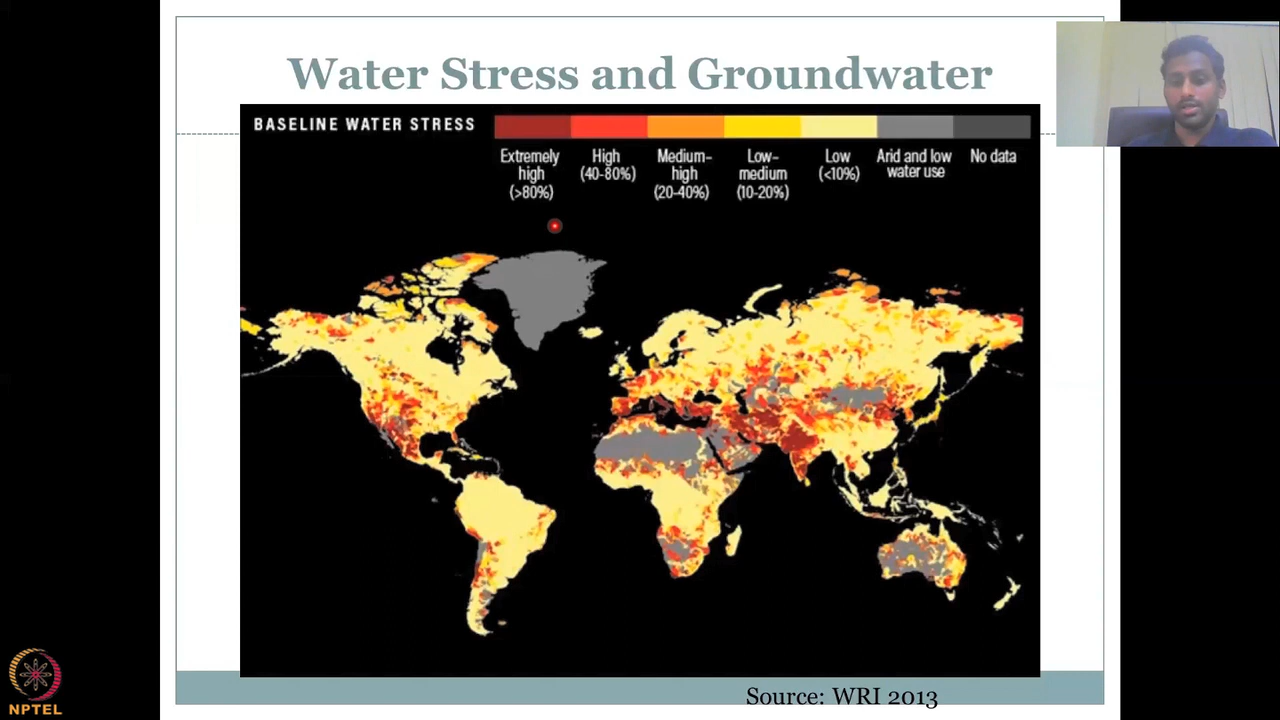 Water Stress and Groundwater
BASELINE WATER STRESS
Extremely
high
(>80%)
High
(40-80%)
Medium–
high
(20-40%)
Low–
medium
(10-20%)
Low
(<10%)
Arid and low
water use
No data
Source: WRI 2013
NPTEL